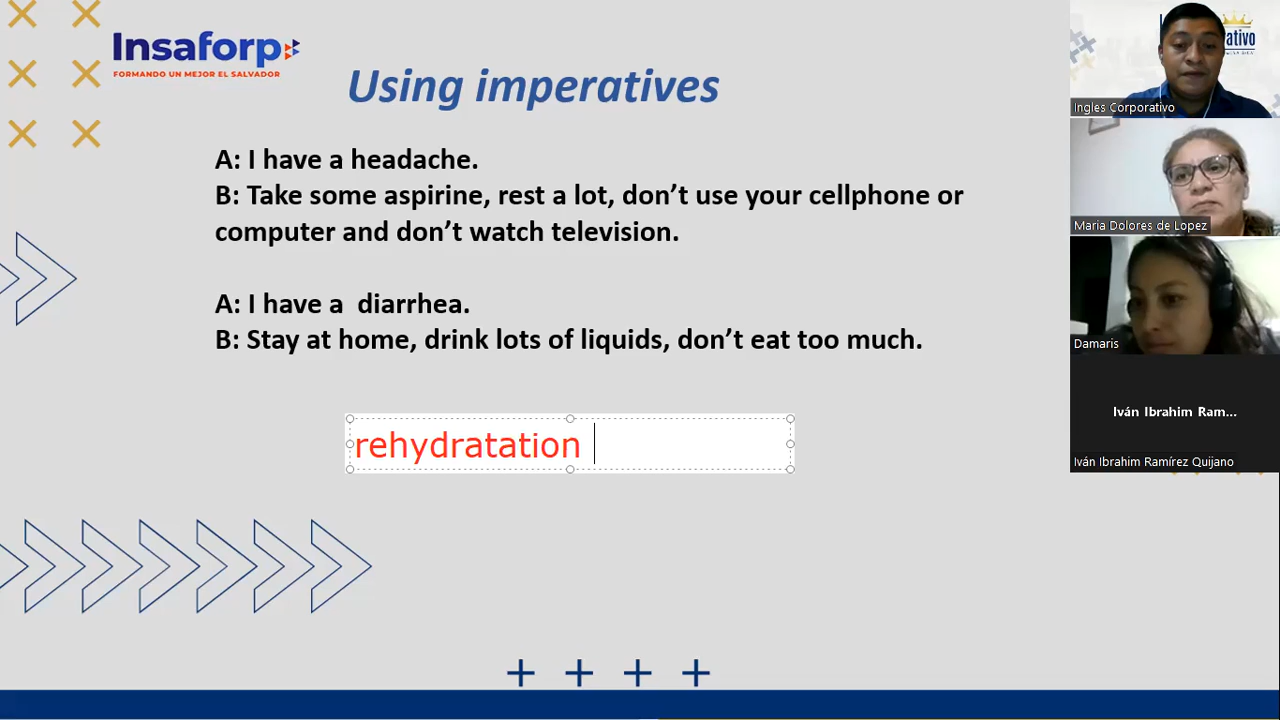 Insaforp
FORMANDO UN MEJOR EL SALVADOR
Using imperatives
A: I have a headache.
B: Take some aspirine, rest a lot, don’t use your cellphone or
computer and don’t watch television.
A: I have a  diarrhea.
B: Stay at home, drink lots of liquids, don’t eat too much.
rehydratation
Ingles Corporativo
Maria Dolores de Lopez
Damaris
Iván Ibrahim Ram...
Iván Ibrahim Ramírez Quijano